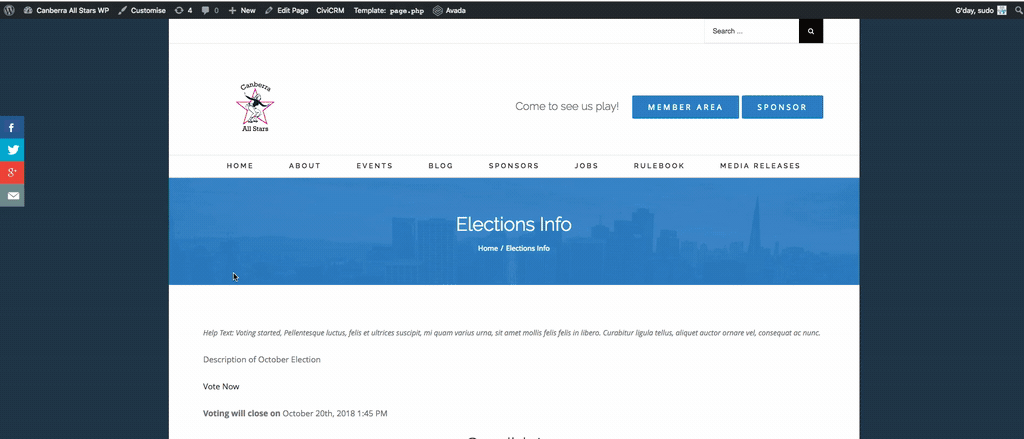 Canberra All Stars WP Customise 4 0 New Edit Page CiviCRM Template: page.php Avada G'day, sudo
Search ...
Canberra
All Stars
Come to see us play! MEMBER AREA SPONSOR
HOME ABOUT EVENTS BLOG SPONSORS JOBS RULEBOOK MEDIA RELEASES
Elections Info
Home / Elections Info
Help Text: Voting started, Pellentesque luctus, felis et ultrices suscipit, mi quam varius urna, sit amet mollis felis felis in libero. Curabitur ligula tellus, aliquet auctor ornare vel, consequat ac nunc.
Description of October Election
Vote Now
Voting will close on October 20th, 2018 1:45 PM